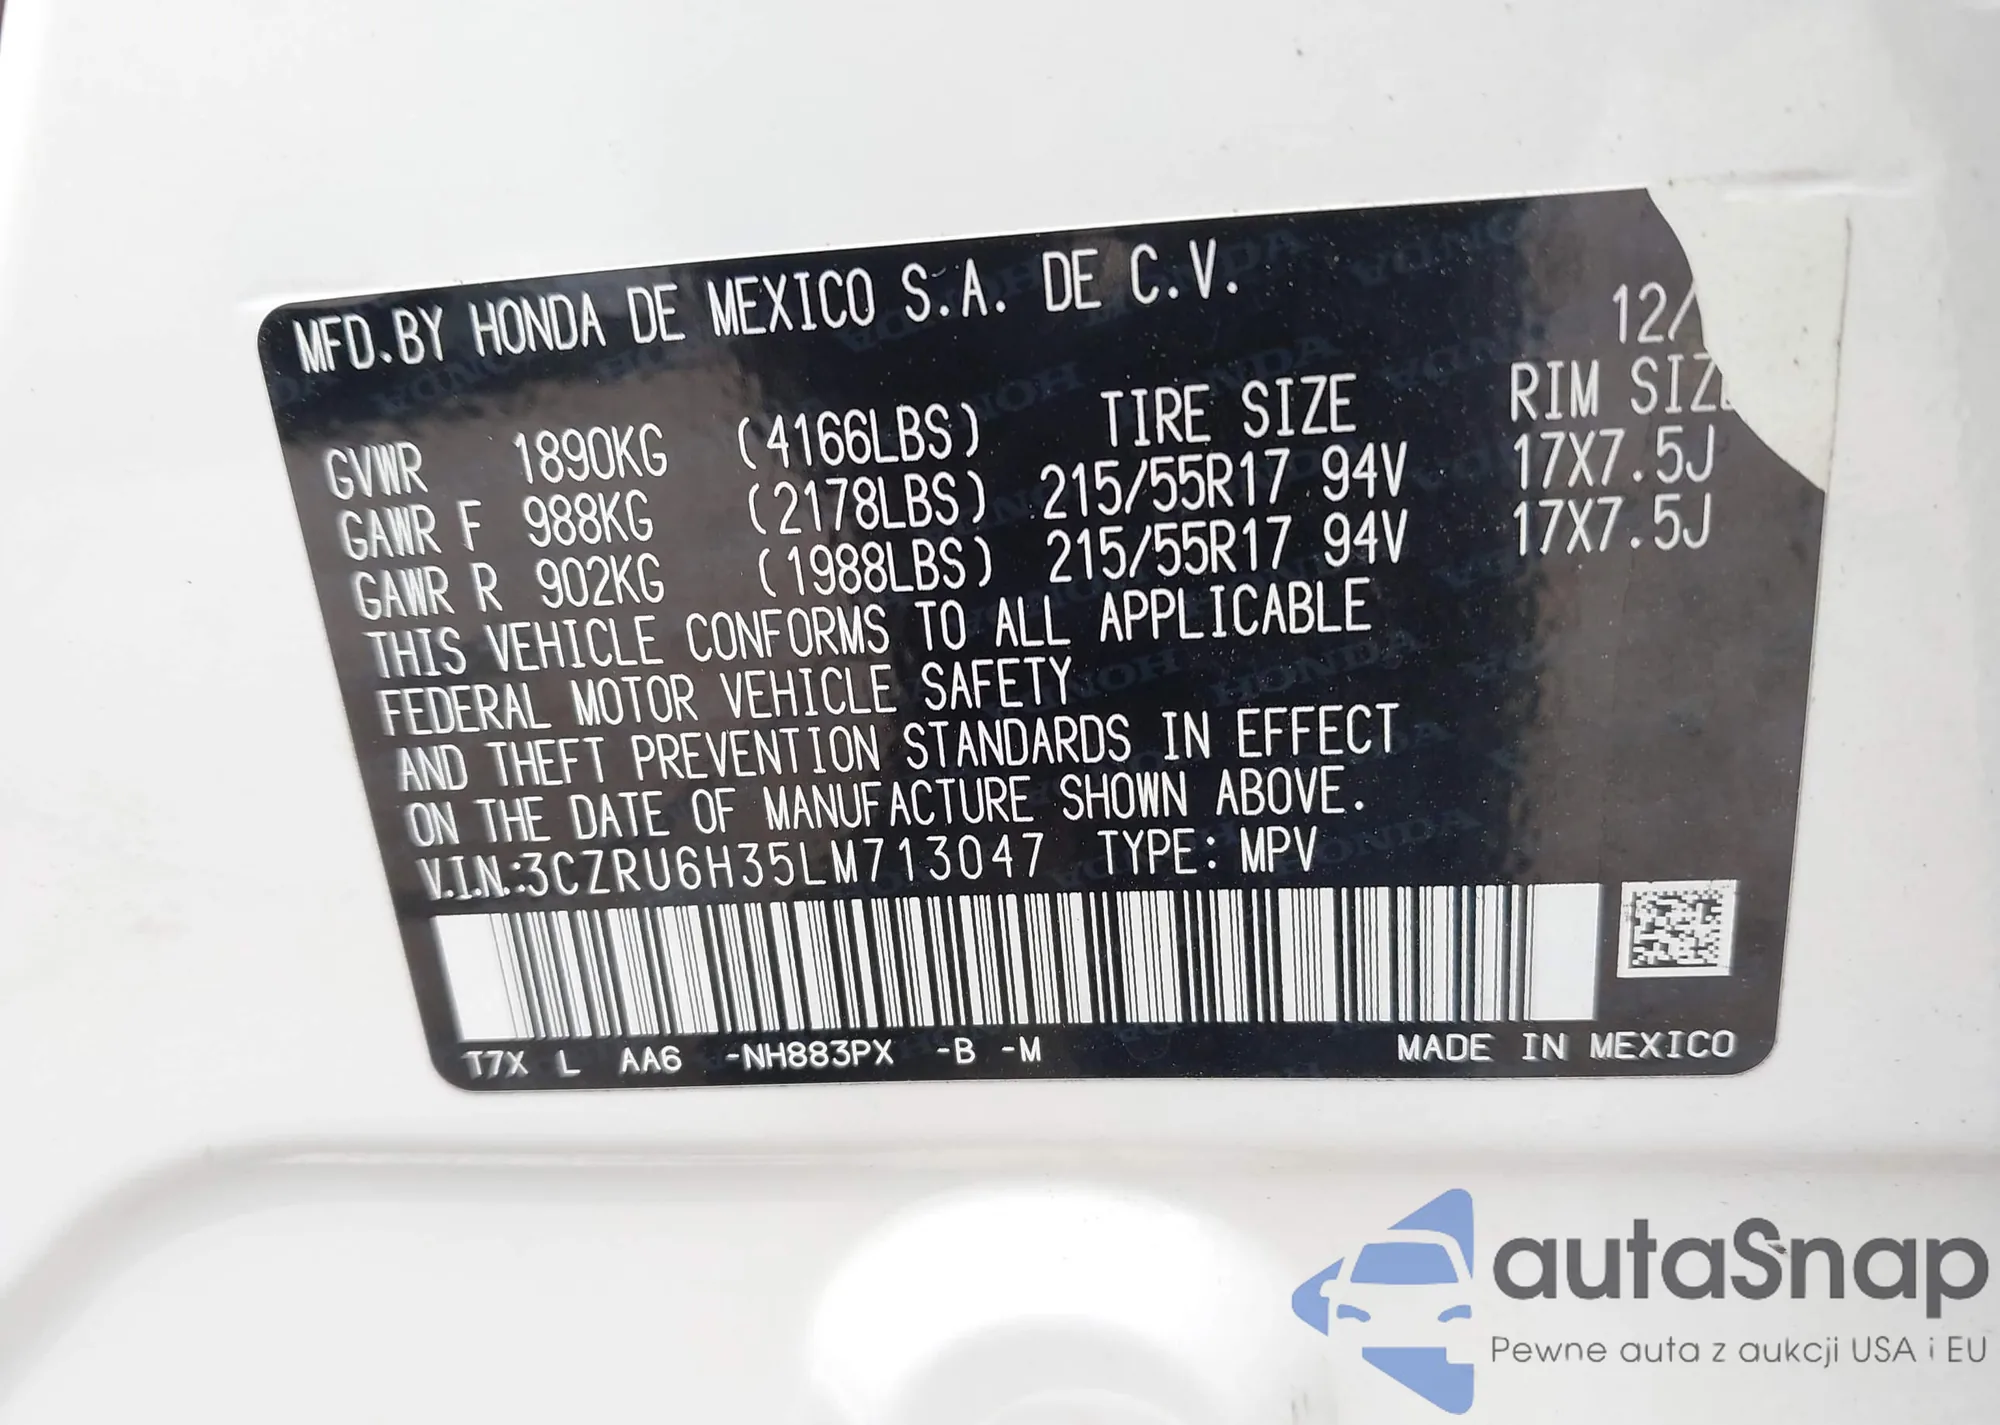 MFD.BY HONDA DE MEXICO S.A. DE C.V. 12/
GVWR 1890KG (4166LBS) TIRE SIZE RIM SIZE
GAWR F 988KG (2178LBS) 215/55R17 94V 17X7.5J
GAWR R 902KG (1988LBS) 215/55R17 94V 17X7.5J
THIS VEHICLE CONFORMS TO ALL APPLICABLE
FEDERAL MOTOR VEHICLE SAFETY
AND THEFT PREVENTION STANDARDS IN EFFECT
ON THE DATE OF MANUFACTURE SHOWN ABOVE.
V.I.N.:3CZRU6H35LM713047 TYPE: MPV
T7X L AA6 -NH883PX -B -M MADE IN MEXICO
autaSnap
Pewne auta z aukcji USA i EU